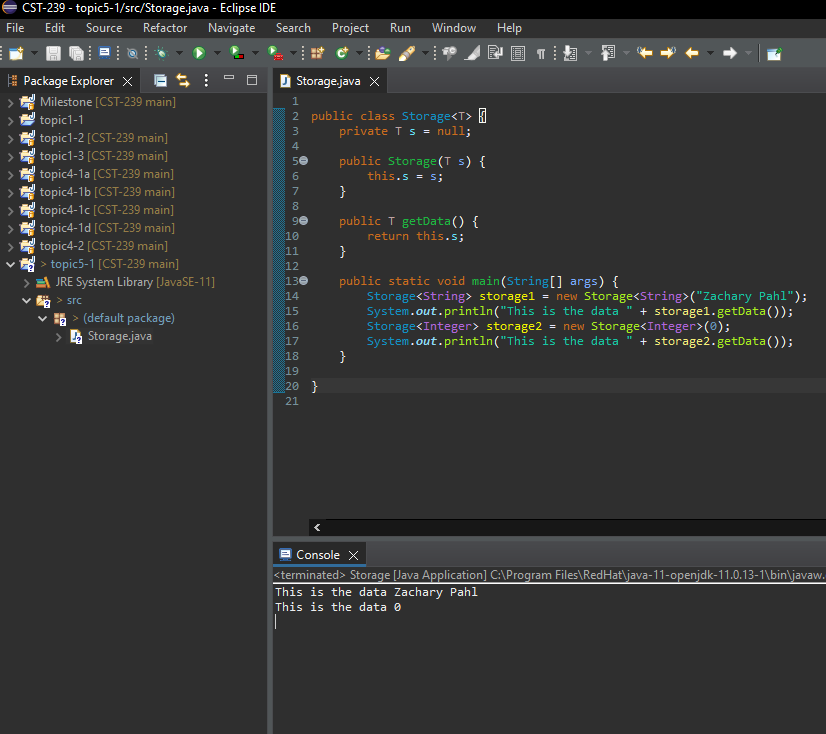 CST-239 - topic5-1/src/Storage.java - Eclipse IDE
File Edit Source Refactor Navigate Search Project Run Window Help
Package Explorer
Milestone [CST-239 main]
topic1-1
topic1-2 [CST-239 main]
topic1-3 [CST-239 main]
topic4-1a [CST-239 main]
topic4-1b [CST-239 main]
topic4-1c [CST-239 main]
topic4-1d [CST-239 main]
topic4-2 [CST-239 main]
> topic5-1 [CST-239 main]
JRE System Library [JavaSE-11]
> src
> (default package)
Storage.java
Storage.java
1
2 public class Storage<T> {
3 private T s = null;
4
5 public Storage(T s) {
6 this.s = s;
7 }
8
9 public T getData() {
10 return this.s;
11 }
12
13 public static void main(String[] args) {
14 Storage<String> storage1 = new Storage<String>("Zachary Pahl");
15 System.out.println("This is the data " + storage1.getData());
16 Storage<Integer> storage2 = new Storage<Integer>(0);
17 System.out.println("This is the data " + storage2.getData());
18 }
19
20 }
21
Console
<terminated> Storage [Java Application] C:\Program Files\RedHat\java-11-openjdk-11.0.13-1\bin\javaw.
This is the data Zachary Pahl
This is the data 0